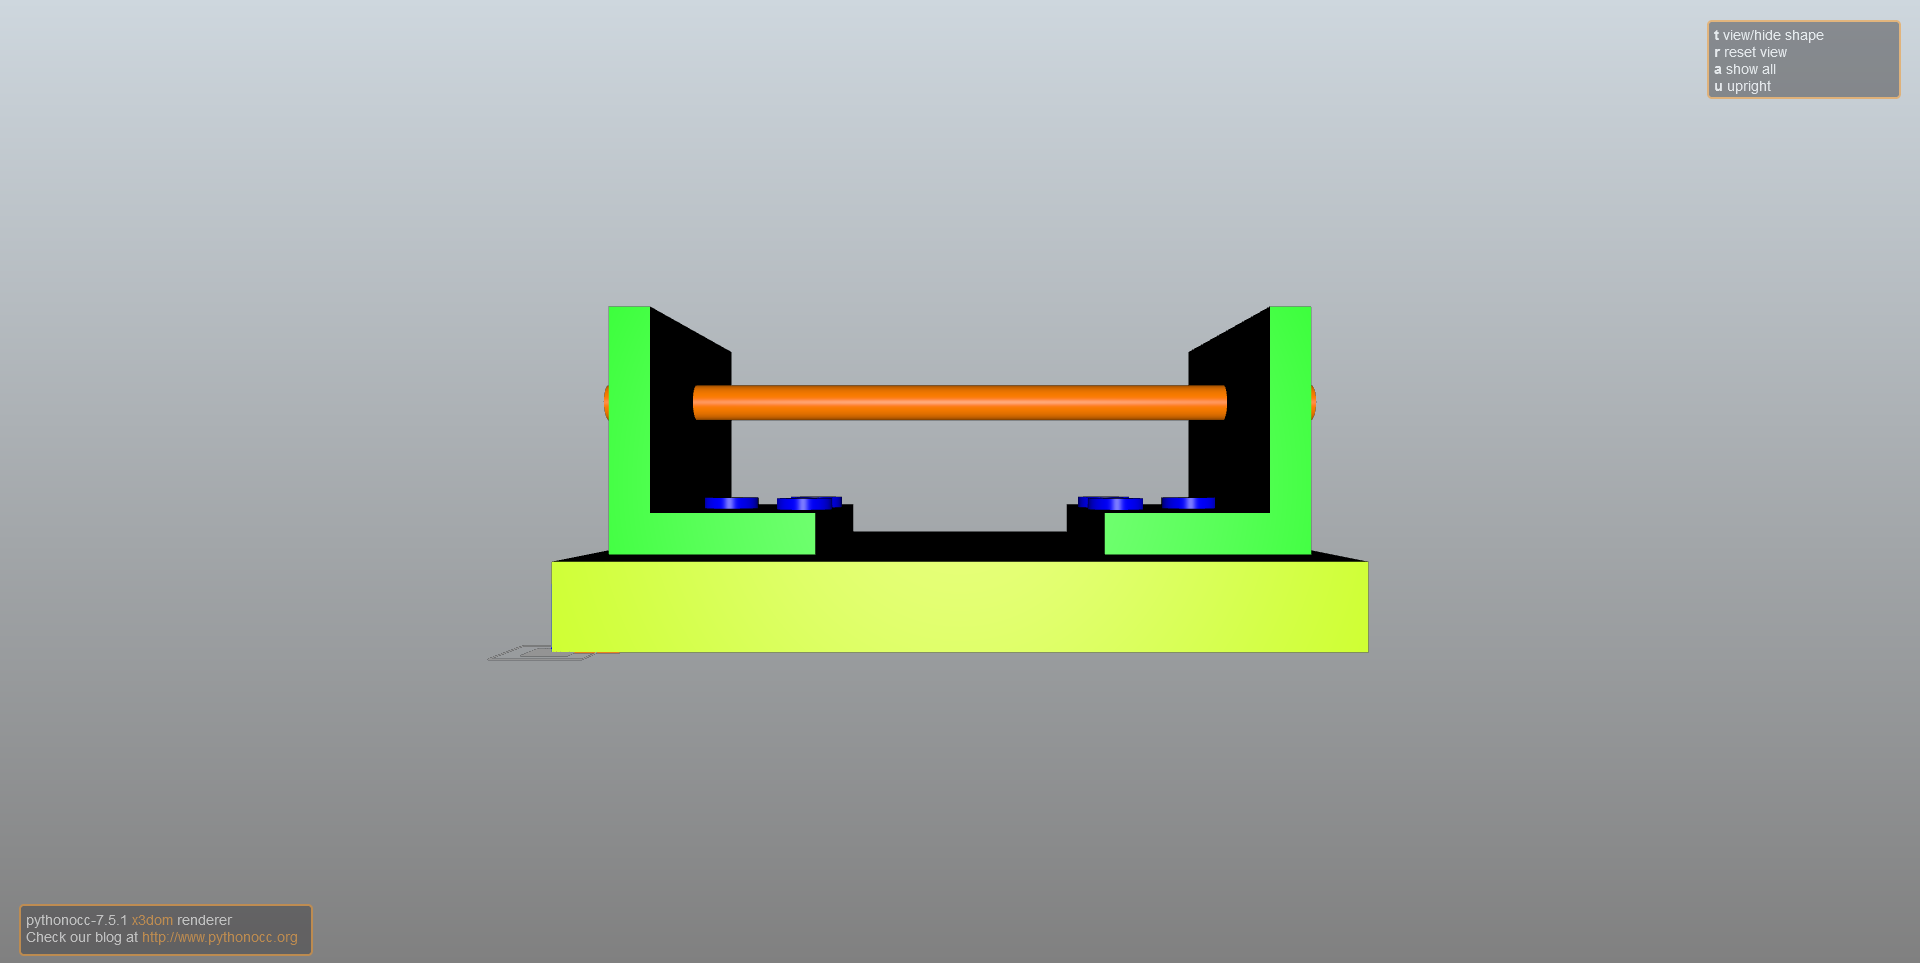 t view/hide shape
r reset view
a show all
u upright
pythonocc-7.5.1 x3dom renderer
Check our blog at http://www.pythonocc.org